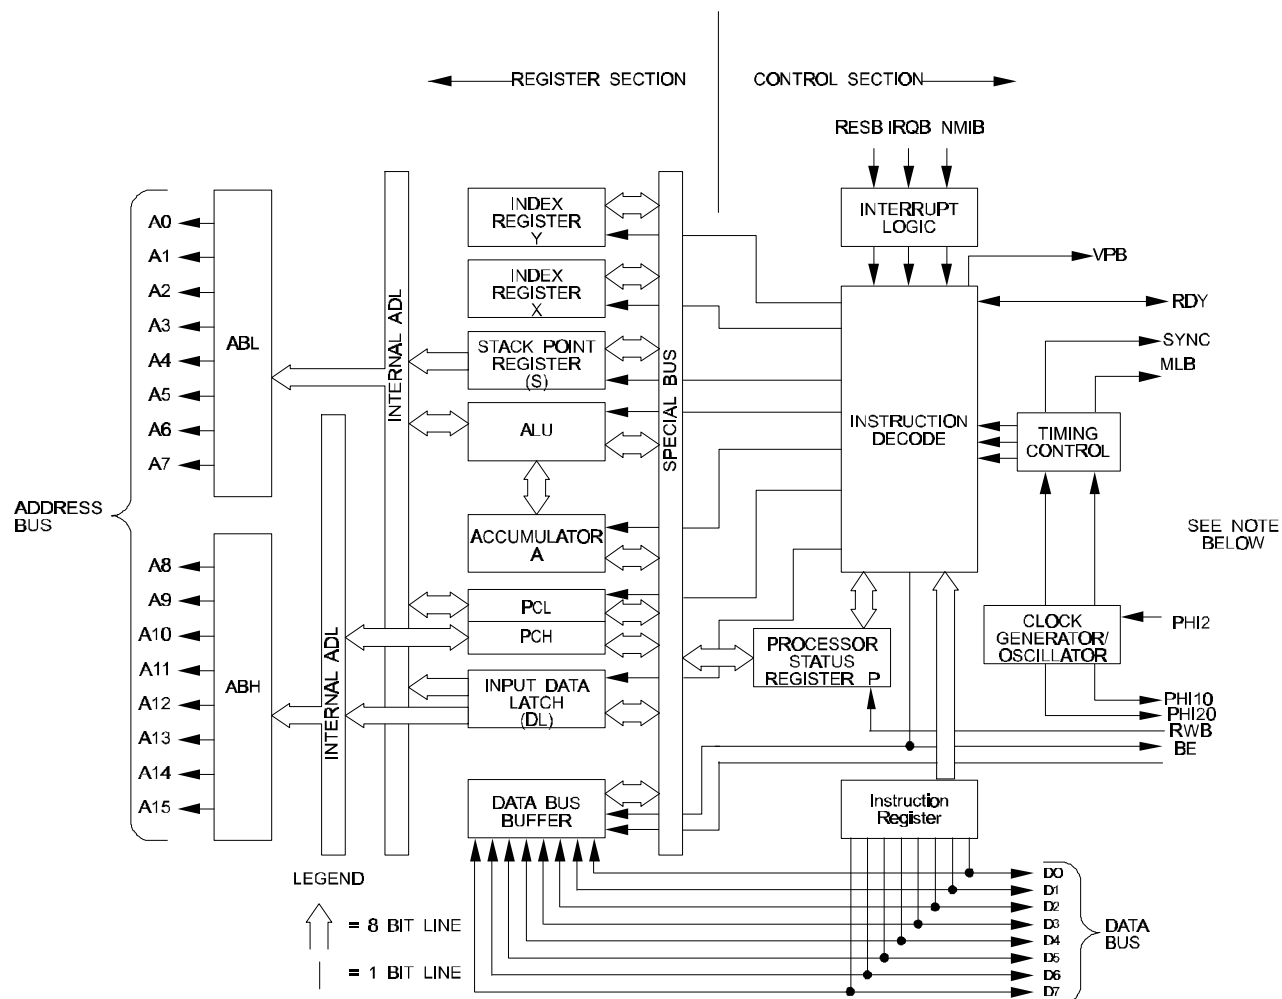 REGISTER SECTION
CONTROL SECTION
RESB IRQB NMIB
INTERRUPT
LOGIC
VPB
RDY
SYNC
MLB
INSTRUCTION
DECODE
TIMING
CONTROL
SEE NOTE
BELOW
CLOCK
GENERATOR/
OSCILLATOR
PHI2
PHI10
PHI20
RWB
BE
ADDRESS
BUS
A0
A1
A2
A3
A4
A5
A6
A7
ABL
A8
A9
A10
A11
A12
A13
A14
A15
ABH
INTERNAL ADL
INTERNAL ADL
INDEX
REGISTER
Y
INDEX
REGISTER
X
STACK POINT
REGISTER
(S)
ALU
ACCUMULATOR
A
PCL
PCH
INPUT DATA
LATCH
(DL)
DATA BUS
BUFFER
SPECIAL BUS
PROCESSOR
STATUS
REGISTER P
Instruction
Register
D0
D1
D2
D3
D4
D5
D6
D7
DATA
BUS
LEGEND
= 8 BIT LINE
= 1 BIT LINE